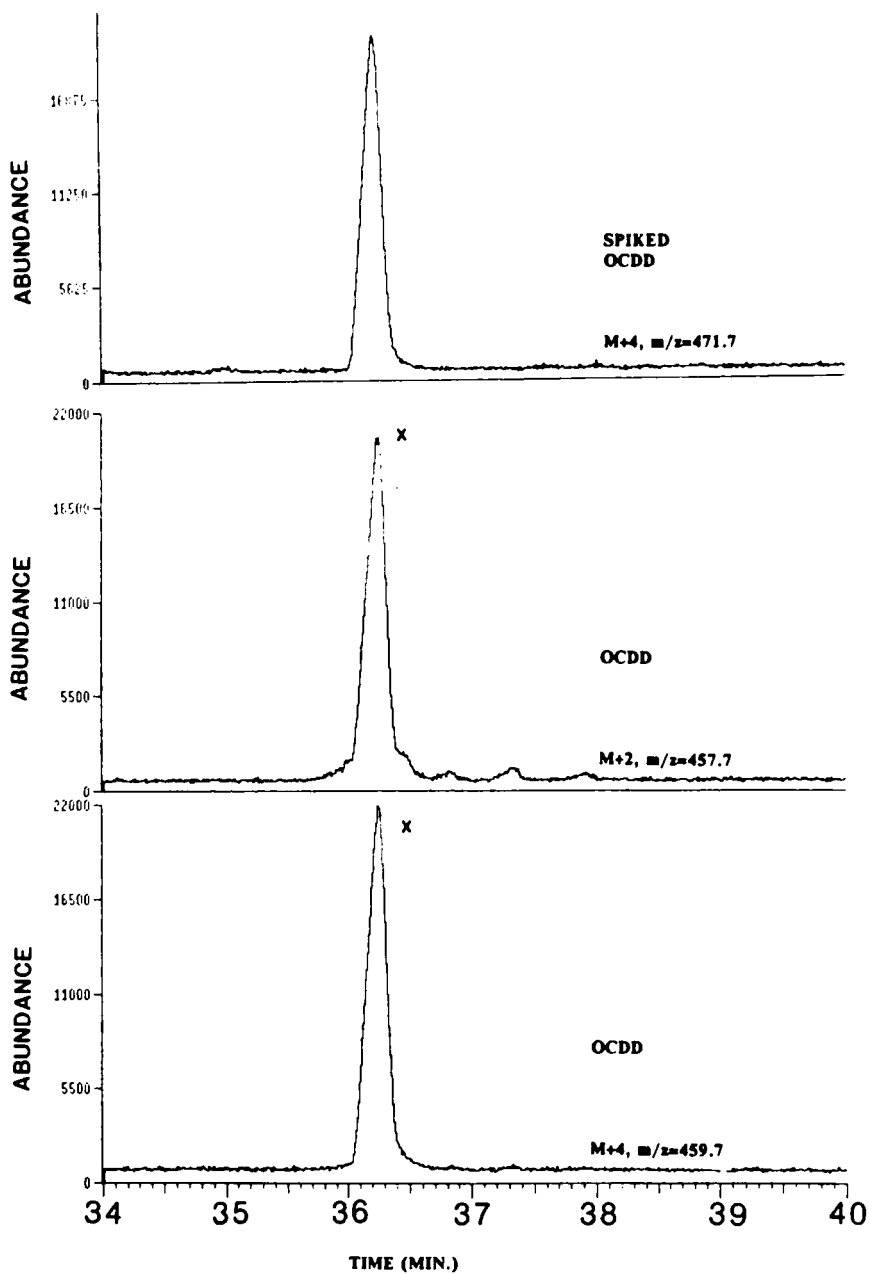 ABUNDANCE
11250
5625
0
SPIKED
OCDD
M+4, m/z=471.7
ABUNDANCE
22000
16500
11000
5500
0
X
OCDD
M+2, m/z=457.7
ABUNDANCE
22000
16500
11000
5500
0
X
OCDD
M+4, m/z=459.7
34 35 36 37 38 39 40
TIME (MIN.)